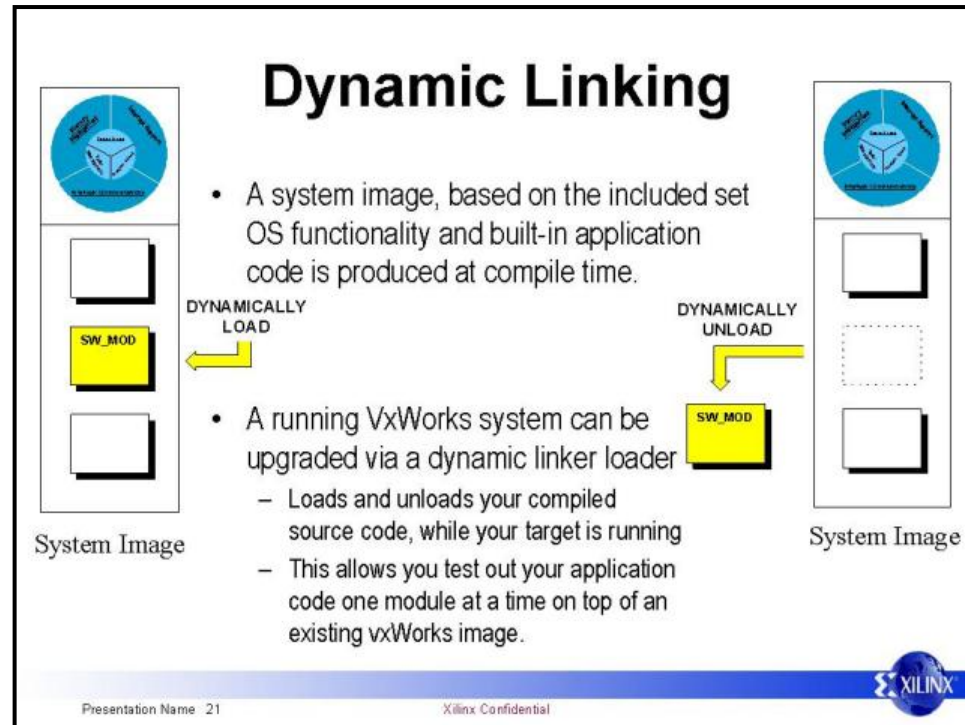 Dynamic Linking
• A system image, based on the included set
OS functionality and built-in application
code is produced at compile time.
DYNAMICALLY
LOAD
SW_MOD
DYNAMICALLY
UNLOAD
SW_MOD
• A running VxWorks system can be
upgraded via a dynamic linker loader
– Loads and unloads your compiled
source code, while your target is running
– This allows you test out your application
code one module at a time on top of an
existing vxWorks image.
System Image
System Image
XILINX
Presentation Name 21
Xilinx Confidential